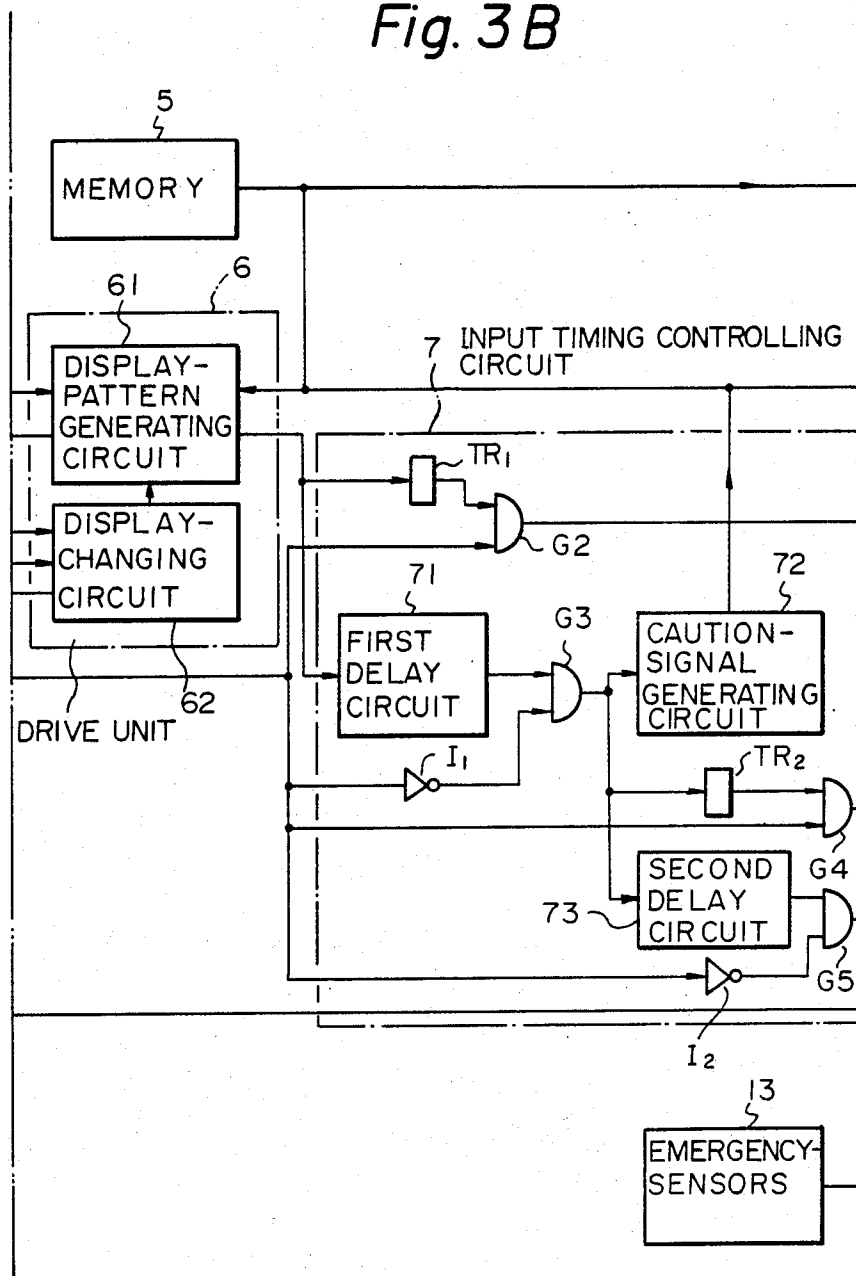 Fig. 3B
5
MEMORY
6
61
DISPLAY-
PATTERN
GENERATING
CIRCUIT
DISPLAY-
CHANGING
CIRCUIT
62
DRIVE UNIT
7
INPUT TIMING CONTROLLING
CIRCUIT
TR1
G2
71
FIRST
DELAY
CIRCUIT
G3
72
CAUTION-
SIGNAL
GENERATING
CIRCUIT
I1
TR2
G4
73
SECOND
DELAY
CIRCUIT
G5
I2
13
EMERGENCY-
SENSORS